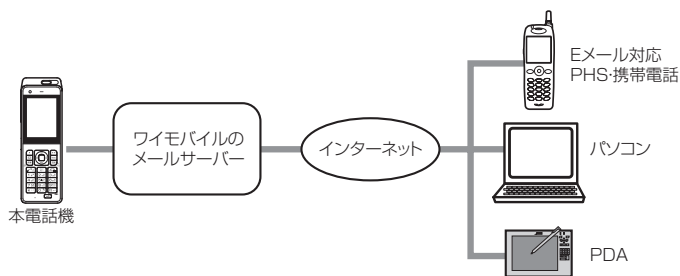 本電話機
ワイモバイルの
メールサーバー
インターネット
Eメール対応
PHS・携帯電話
パソコン
PDA